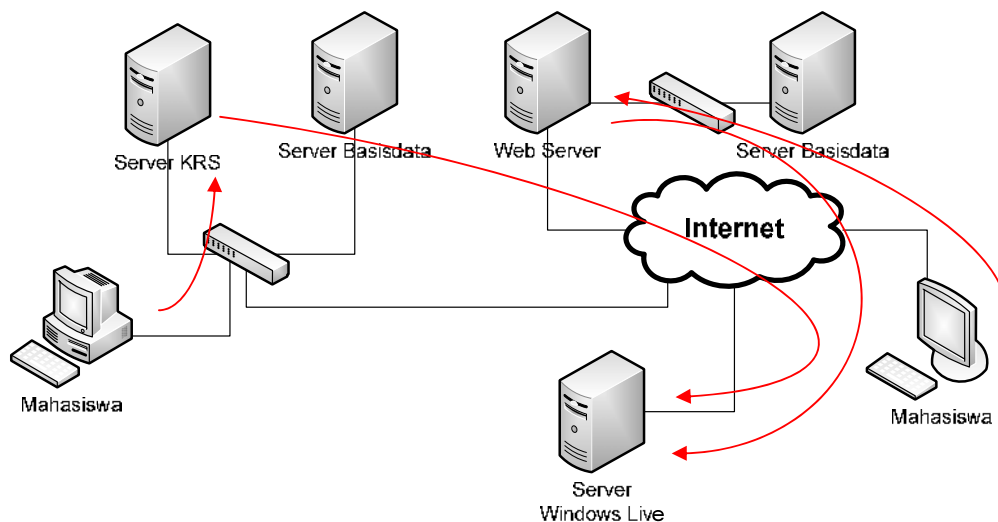 Server KRS
Server Basisdata
Web Server
Server Basisdata
Internet
Mahasiswa
Mahasiswa
Server
Windows Live